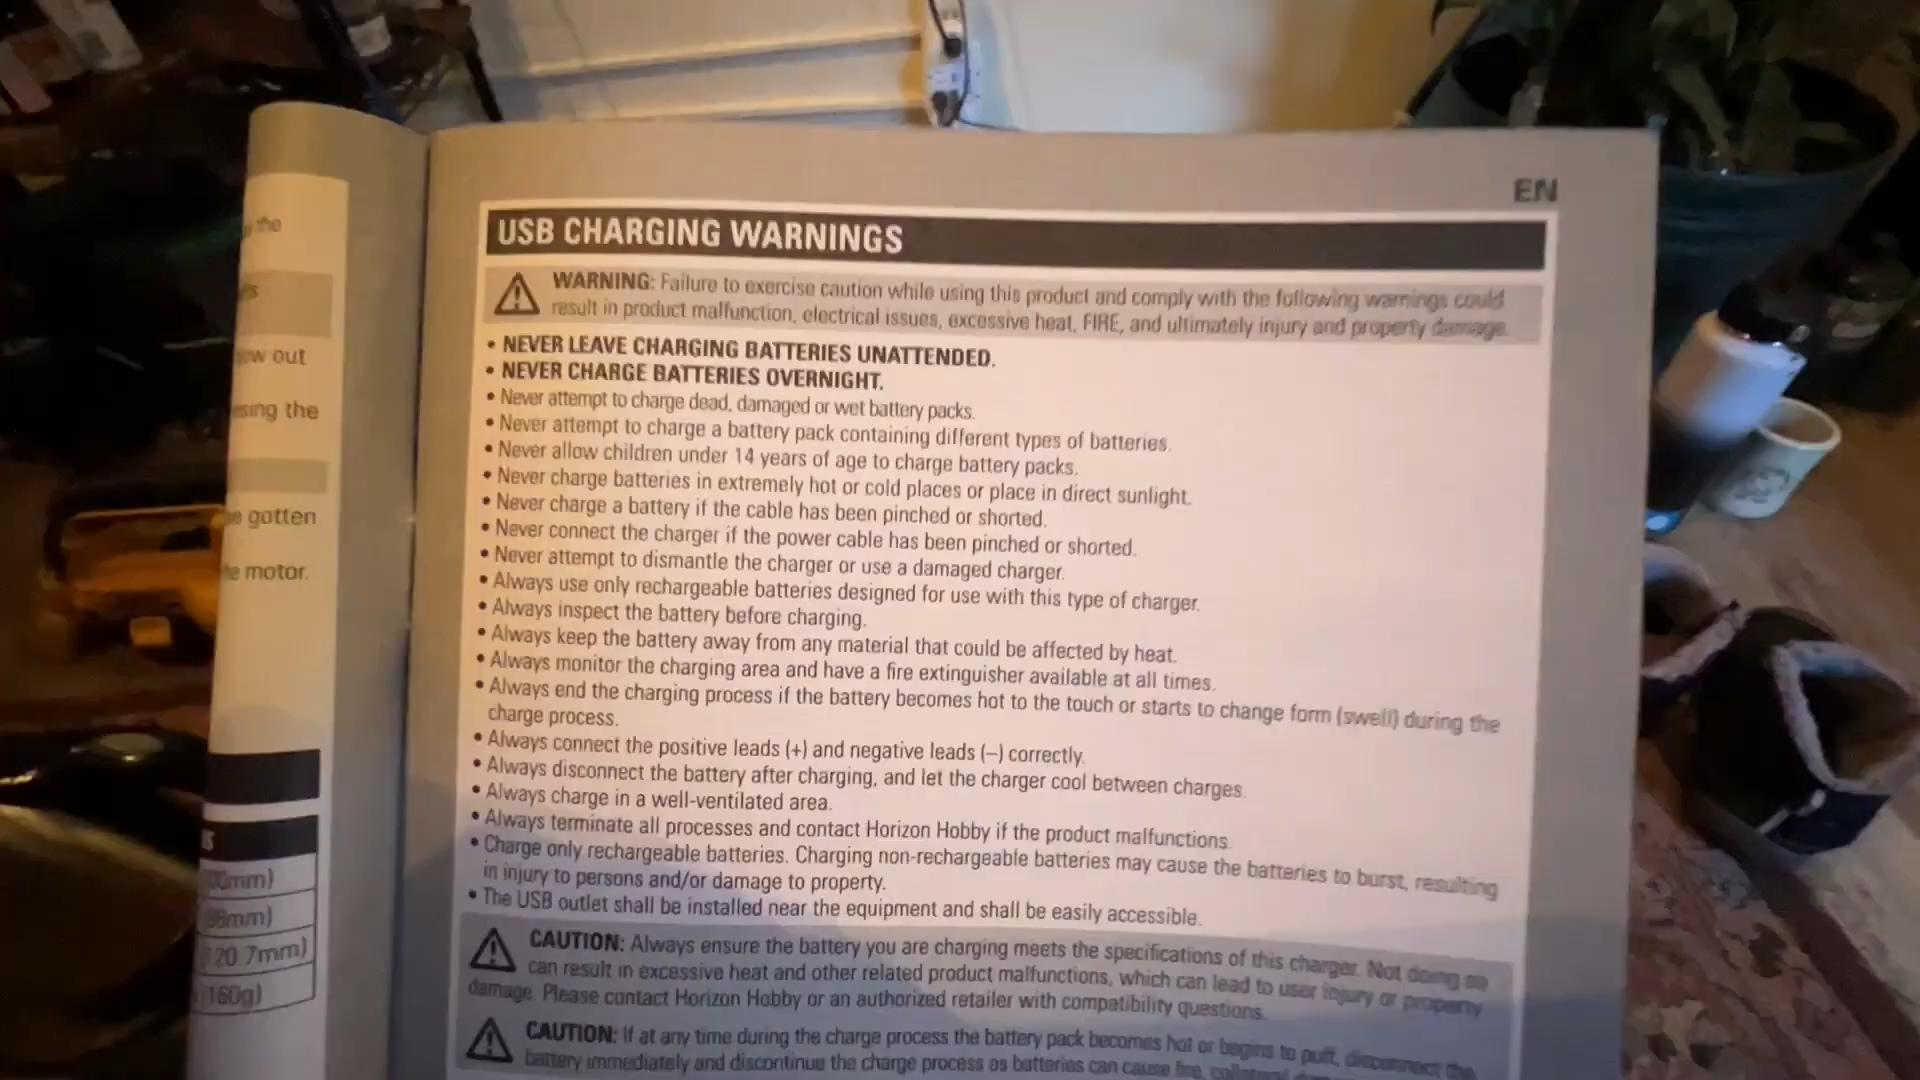 the
ow out
sing the
gotten
motor.
00mm)
20.7mm)
(160g)
EN
USB CHARGING WARNINGS
WARNING: Failure to exercise caution while using this product and comply with the following warnings could
result in product malfunction, electrical issues, excessive heat, FIRE, and ultimately injury and property damage.
• NEVER LEAVE CHARGING BATTERIES UNATTENDED.
• NEVER CHARGE BATTERIES OVERNIGHT.
• Never attempt to charge dead, damaged or wet battery packs.
• Never attempt to charge a battery pack containing different types of batteries.
• Never allow children under 14 years of age to charge battery packs.
• Never charge batteries in extremely hot or cold places or place in direct sunlight.
• Never charge a battery if the cable has been pinched or shorted.
• Never connect the charger if the power cable has been pinched or shorted.
• Never attempt to dismantle the charger or use a damaged charger.
• Always use only rechargeable batteries designed for use with this type of charger.
• Always inspect the battery before charging.
• Always keep the battery away from any material that could be affected by heat.
• Always monitor the charging area and have a fire extinguisher available at all times.
• Always end the charging process if the battery becomes hot to the touch or starts to change form (swell) during the
charge process.
• Always connect the positive leads (+) and negative leads (–) correctly.
• Always disconnect the battery after charging, and let the charger cool between charges.
• Always charge in a well-ventilated area.
• Always terminate all processes and contact Horizon Hobby if the product malfunctions.
• Charge only rechargeable batteries. Charging non-rechargeable batteries may cause the batteries to burst, resulting
in injury to persons and/or damage to property.
• The USB outlet shall be installed near the equipment and shall be easily accessible.
CAUTION: Always ensure the battery you are charging meets the specifications of this charger. Not doing so
can result in excessive heat and other related product malfunctions, which can lead to user injury or property
damage. Please contact Horizon Hobby or an authorized retailer with compatibility questions.
CAUTION: If at any time during the charge process the battery pack becomes hot or begins to puff, disconnect the
battery immediately and discontinue the charge process as batteries can cause fire, collateral